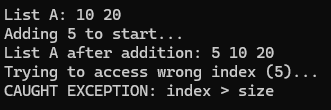 List A: 10 20
Adding 5 to start...
List A after addition: 5 10 20
Trying to access wrong index (5)...
CAUGHT EXCEPTION: index > size